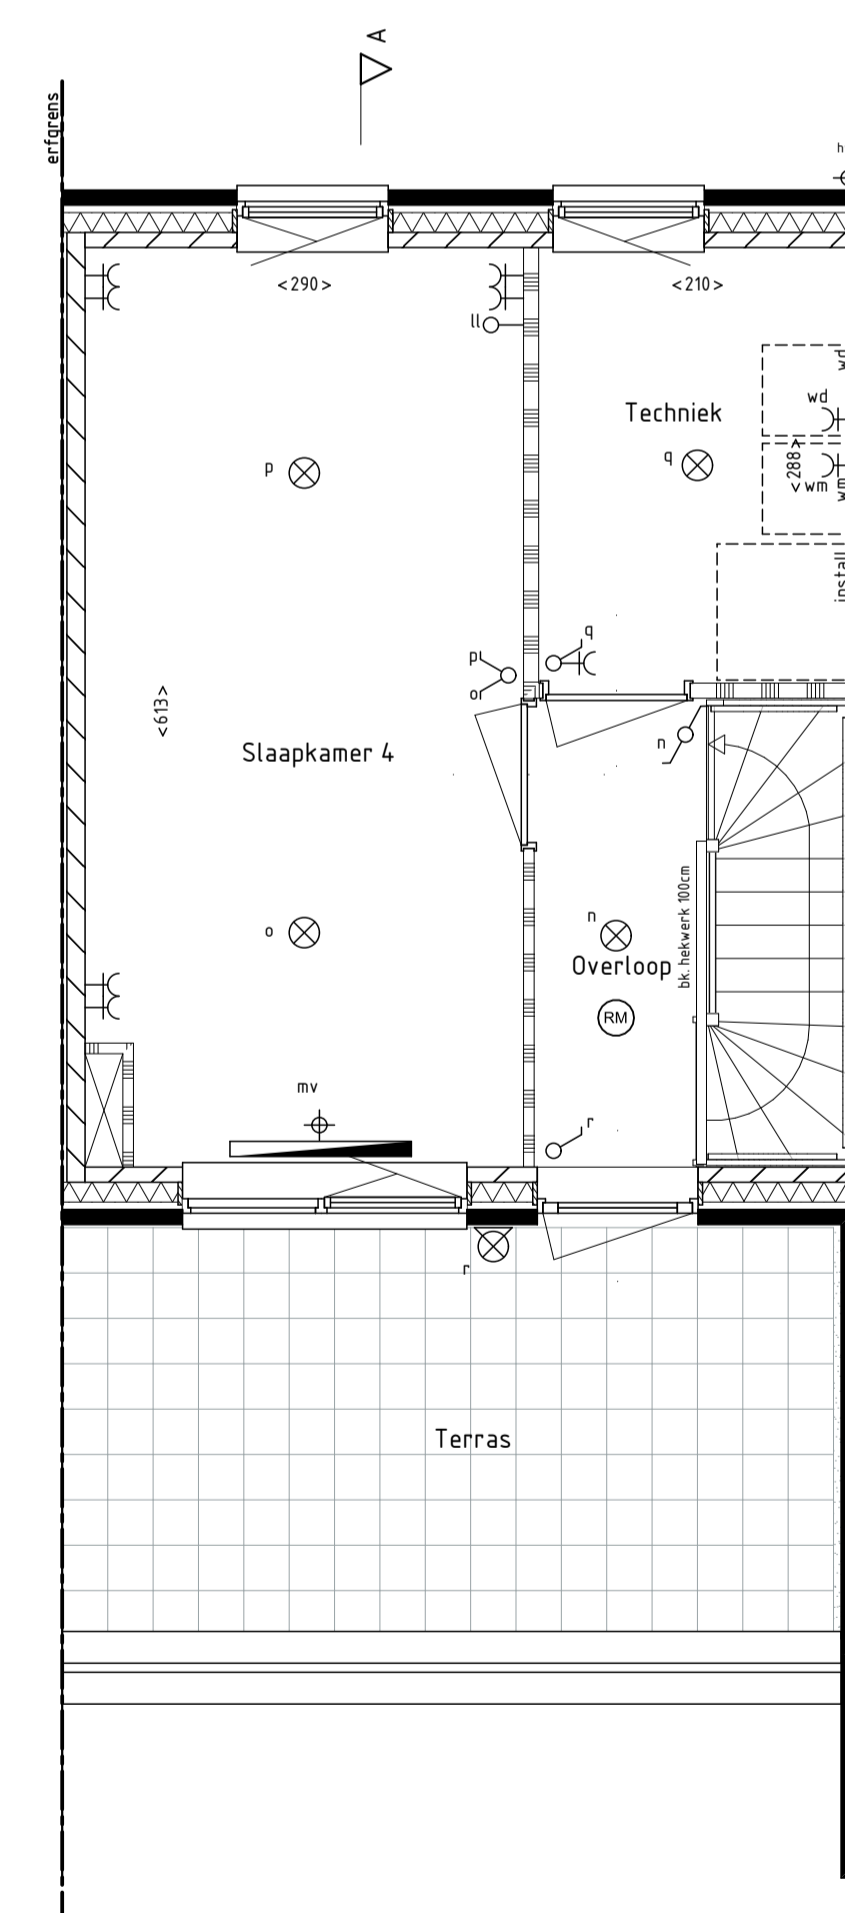 A
erfgrens
h
<290>
<210>
ll
wd
Techniek
wd
p
q
<288>
wm
wm
install
q
p
o
<613>
n
Slaapkamer 4
bk. hekwerk 100cm
n
o
Overloop
RM
mv
r
r
Terras